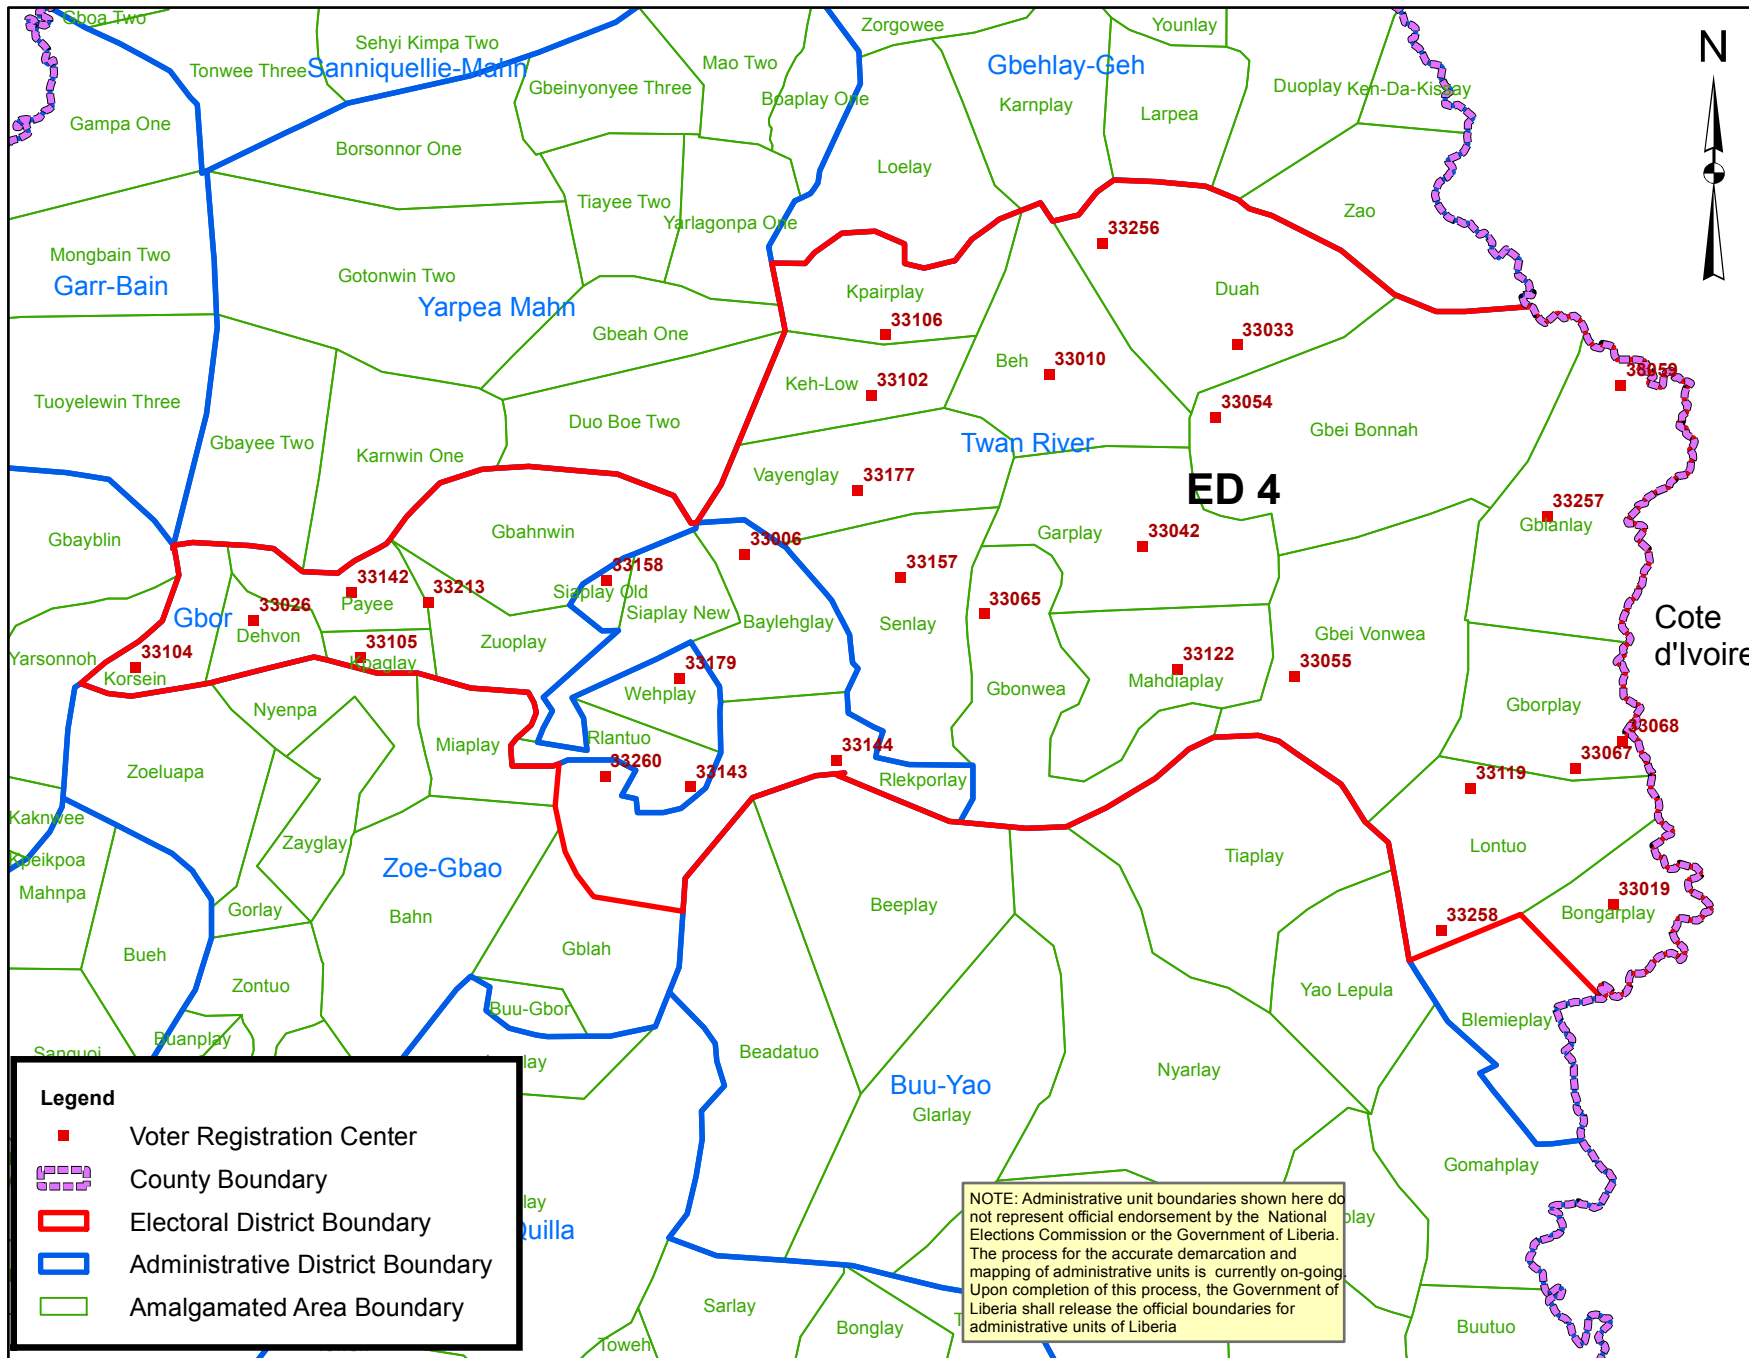 Gboa Two
Sehyi Kimpa Two
Tonwee Three
Sanniquellie-Mahn
Gbeinyonyee Three
Mao Two
Boaplay One
Zorgowee
Gbehlay-Geh
Younlay
Karnplay
Larpea
Duoplay
Ken-Da-Kissay
N
Gampa One
Borsonnor One
Loelay
Tiayee Two
Yarlagonpa One
Zao
33256
Mongbain Two
Garr-Bain
Gotonwin Two
Yarpea Mahn
Kpairplay
Duah
Gbeah One
33106
33033
Beh
33010
Keh-Low
33102
Tuoyelewin Three
33054
Gbei Bonnah
Gbayee Two
Karnwin One
Duo Boe Two
Twan River
Vayenglay
33177
ED 4
33257
Gbianlay
Gbayblin
Gbahnwin
33006
Garplay
33042
33158
Siaplay Old
33157
33142
Payee
33213
Siaplay New
Baylehglay
Senlay
33065
Gbor
33026
Dehvon
Zuoplay
Gbei Vonwea
Cote
d'Ivoire
33104
Korsein
33105
Kpaglay
Yarsonnoh
33179
Wehplay
Gbonwea
33122
Mahdiaplay
33055
Nyenpa
Gborplay
Miaplay
Rlantuo
33144
33068
33067
Zoeluapa
33260
33143
Rlekporlay
33119
Kaknwee
Zayglay
Lontuo
Kpeikpoa
Zoe-Gbao
Tiaplay
Mahnpa
Gorlay
Bahn
Beeplay
33258
33019
Bongarplay
Bueh
Gblah
Zontuo
Buu-Gbor
Yao Lepula
Blemieplay
Buanplay
Sanguoi
lay
Beadatuo
Nyarlay
Buu-Yao
Glarlay
Gomahplay
lay
Quilla
play
Sarlay
Bonglay
Toweh
Buutuo
Legend
Voter Registration Center
County Boundary
Electoral District Boundary
Administrative District Boundary
Amalgamated Area Boundary
NOTE: Administrative unit boundaries shown here do
not represent official endorsement by the National
Elections Commission or the Government of Liberia.
The process for the accurate demarcation and
mapping of administrative units is currently on-going.
Upon completion of this process, the Government of
Liberia shall release the official boundaries for
administrative units of Liberia